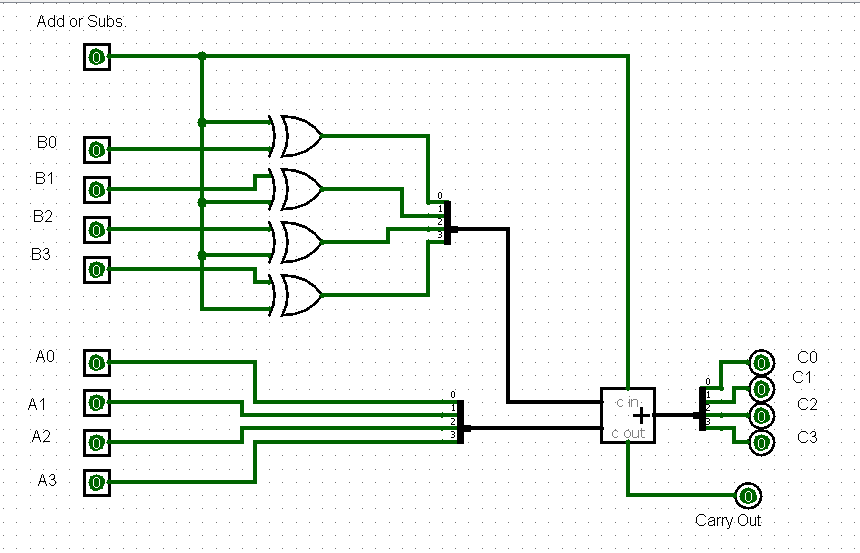 Add or Subs.
0
B0 0
B1 0
B2 0
B3 0
0
1
2
3
A0 0
A1 0
A2 0
A3 0
0
1
2
3
c in
+
c out
0
1
2
3
0 C0
0 C1
0 C2
0 C3
0
Carry Out